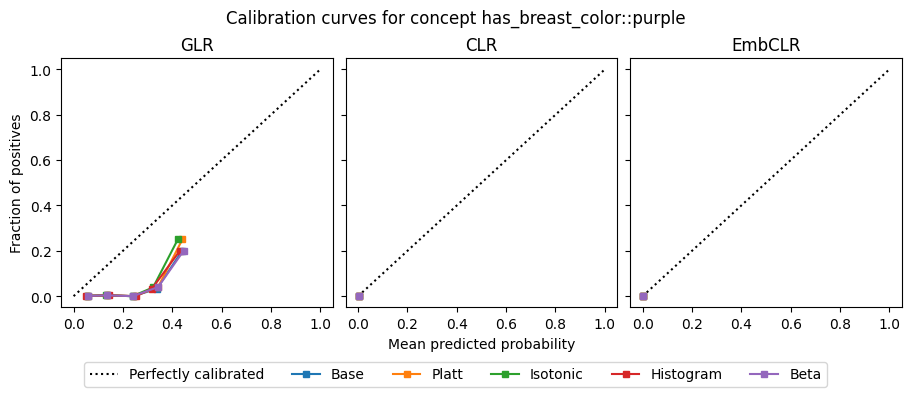 Calibration curves for concept has_breast_color::purple
GLR
CLR
EmbCLR
Fraction of positives
1.0
0.8
0.6
0.4
0.2
0.0
0.0 0.2 0.4 0.6 0.8 1.0
0.0 0.2 0.4 0.6 0.8 1.0
0.0 0.2 0.4 0.6 0.8 1.0
Mean predicted probability
Perfectly calibrated Base Platt Isotonic Histogram Beta